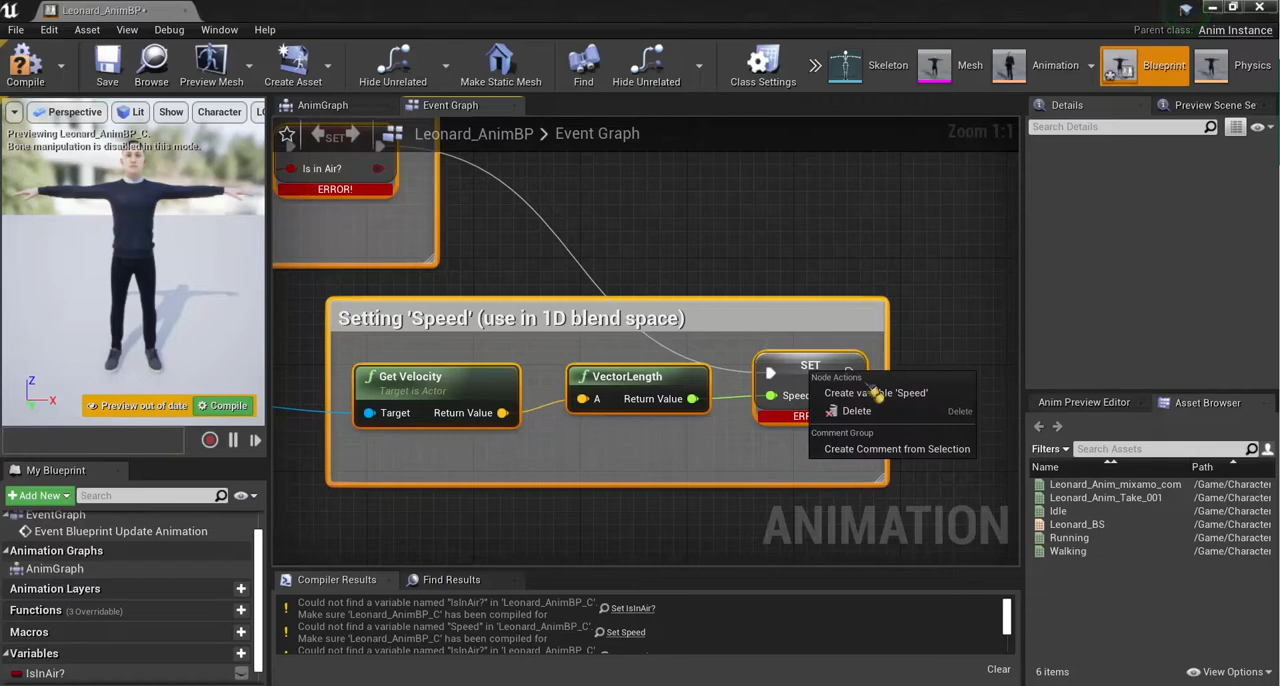 Leonard_AnimBP*
File Edit Asset View Debug Window Help
Parent class: Anim Instance
Compile Save Browse Preview Mesh Create Asset Hide Unrelated Make Static Mesh Find Hide Unrelated Class Settings Skeleton Mesh Animation Blueprint Physics
Perspective Lit Show Character
AnimGraph Event Graph
Details Preview Scene Se
Previewing Leonard_AnimBP_C.
Bone manipulation is disabled in this mode.
SET
Leonard_AnimBP > Event Graph
Zoom 1:1
Search Details
Is in Air?
ERROR!
Setting 'Speed' (use in 1D blend space)
Get Velocity
Target is Actor
Target Return Value
VectorLength
A Return Value
SET
Speed
Node Actions
Create variable 'Speed'
Delete Delete
Comment Group
Create Comment from Selection
ANIMATION
Z
X
Preview out of date Compile
My Blueprint
Add New Search
EventGraph
Event Blueprint Update Animation
Animation Graphs
AnimGraph
Animation Layers
Functions (3 Overridable)
Macros
Variables
IsInAir?
Compiler Results Find Results
Could not find a variable named "IsInAir?" in 'Leonard_AnimBP_C'.
Make sure 'Leonard_AnimBP_C' has been compiled for
Set IsInAir?
Could not find a variable named "Speed" in 'Leonard_AnimBP_C'.
Make sure 'Leonard_AnimBP_C' has been compiled for
Set Speed
Could not find a variable named "IsInAir?" in 'Leonard_AnimBP_C'.
Clear
Anim Preview Editor Asset Browser
Filters Search Assets
Name Path
Leonard_Anim_mixamo_com /Game/Character
Leonard_Anim_Take_001 /Game/Character
Idle /Game/Character
Leonard_BS /Game/Character
Running /Game/Character
Walking /Game/Character
6 items View Options